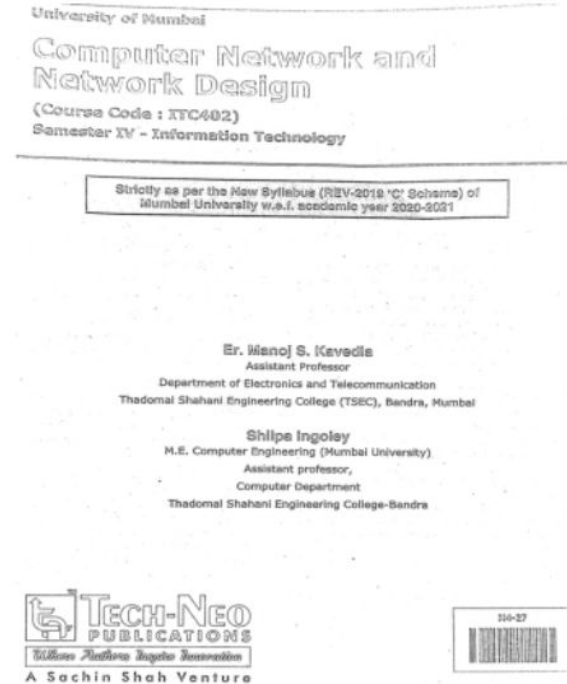 University of Mumbai
Computer Network and
Network Design
(Course Code : ITC402)
Semester IV - Information Technology
Strictly as per the New Syllabus (REV-2019 'C' Scheme) of
Mumbai University w.e.f. academic year 2020-2021
Er. Manoj S. Kavedia
Assistant Professor
Department of Electronics and Telecommunication
Thadomal Shahani Engineering College (TSEC), Bandra, Mumbai
Shilpa Ingoley
M.E. Computer Engineering (Mumbai University)
Assistant professor,
Computer Department
Thadomal Shahani Engineering College-Bandra
TECH-NEO
PUBLICATIONS
Where Authors Inspire Innovation
A Sachin Shah Venture